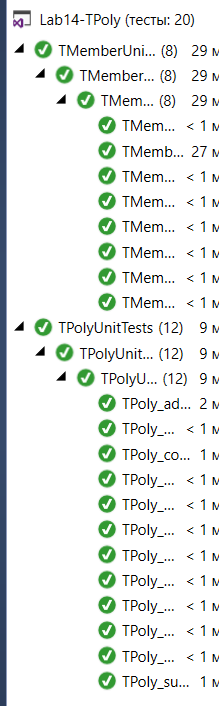 Lab14-TPoly (тесты: 20)
TMemberUni... (8) 29 м
TMember... (8) 29 м
TMem... (8) 29 м
TMem... < 1 м
TMemb... 27 м
TMem... < 1 м
TMem... < 1 м
TMem... < 1 м
TMem... < 1 м
TMem... < 1 м
TMem... < 1 м
TPolyUnitTests (12) 9 м
TPolyUnit... (12) 9 м
TPolyU... (12) 9 м
TPoly_ad... 2 м
TPoly_... < 1 м
TPoly_co... 1 м
TPoly_... < 1 м
TPoly_... < 1 м
TPoly_... < 1 м
TPoly_... < 1 м
TPoly_... < 1 м
TPoly_... < 1 м
TPoly_... < 1 м
TPoly_... < 1 м
TPoly_su... < 1 м